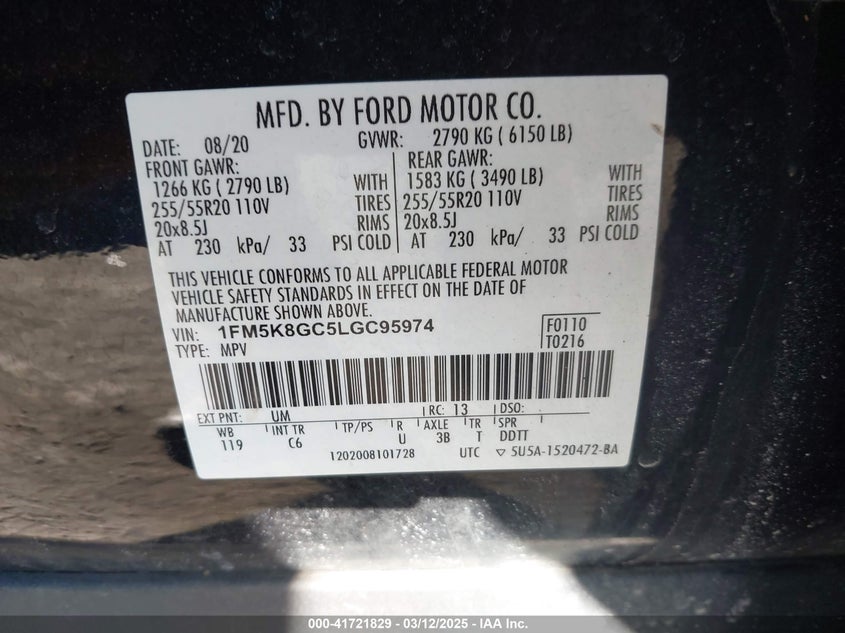 MFD. BY FORD MOTOR CO.
DATE: 08/20 GVWR: 2790 KG ( 6150 LB)
FRONT GAWR: REAR GAWR:
1266 KG ( 2790 LB) WITH 1583 KG ( 3490 LB) WITH
255/55R20 110V TIRES 255/55R20 110V TIRES
20x8.5J RIMS 20x8.5J RIMS
AT 230 kPa/ 33 PSI COLD AT 230 kPa/ 33 PSI COLD
THIS VEHICLE CONFORMS TO ALL APPLICABLE FEDERAL MOTOR
VEHICLE SAFETY STANDARDS IN EFFECT ON THE DATE OF
MANUFACTURE SHOWN ABOVE.
VIN: 1FM5K8GC5LGC95974 F0110
TYPE: MPV T0216
EXT PNT: UM RC: 13 DSO:
WB INT TR TP/PS R AXLE TR SPR
119 C6 U 3B T DDTT
1202008101728 UTC ▽ 5U5A-1520472-BA
000-41721829 - 03/12/2025 - IAA Inc.